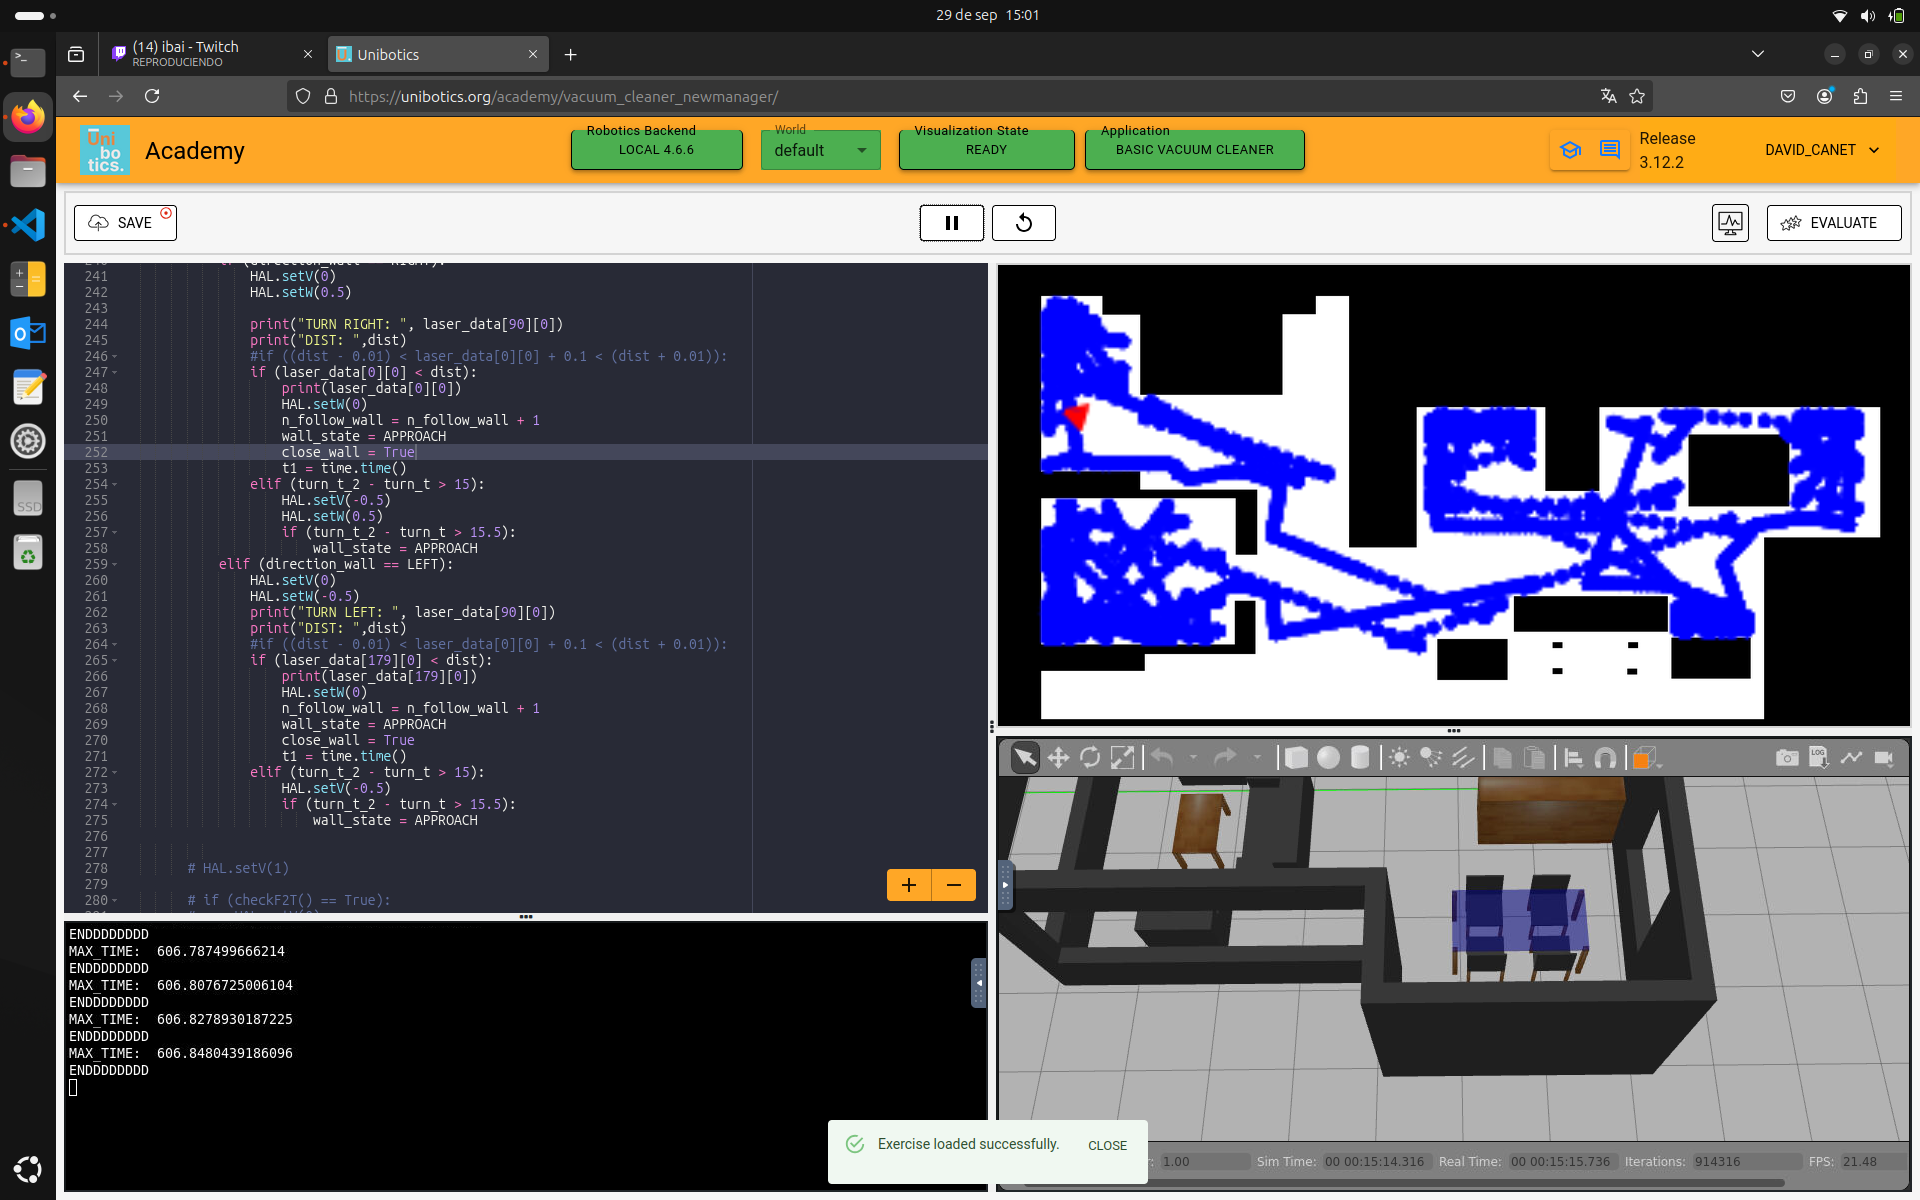 29 de sep 15:01
(14) ibai - Twitch
REPRODUCIENDO
Unibotics
https://unibotics.org/academy/vacuum_cleaner_newmanager/
Uni
bo
tics.
Academy
Robotics Backend
LOCAL 4.6.6
World
default
Visualization State
READY
Application
BASIC VACUUM CLEANER
Release
3.12.2
DAVID_CANET
SAVE
EVALUATE
241 HAL.setV(0)
242 HAL.setW(0.5)
243
244 print("TURN RIGHT: ", laser_data[90][0])
245 print("DIST: ",dist)
246 #if ((dist - 0.01) < laser_data[0][0] + 0.1 < (dist + 0.01)):
247 if (laser_data[0][0] < dist):
248 print(laser_data[0][0])
249 HAL.setW(0)
250 n_follow_wall = n_follow_wall + 1
251 wall_state = APPROACH
252 close_wall = True
253 t1 = time.time()
254 elif (turn_t_2 - turn_t > 15):
255 HAL.setV(-0.5)
256 HAL.setW(0.5)
257 if (turn_t_2 - turn_t > 15.5):
258 wall_state = APPROACH
259 elif (direction_wall == LEFT):
260 HAL.setV(0)
261 HAL.setW(-0.5)
262 print("TURN LEFT: ", laser_data[90][0])
263 print("DIST: ",dist)
264 #if ((dist - 0.01) < laser_data[0][0] + 0.1 < (dist + 0.01)):
265 if (laser_data[179][0] < dist):
266 print(laser_data[179][0])
267 HAL.setW(0)
268 n_follow_wall = n_follow_wall + 1
269 wall_state = APPROACH
270 close_wall = True
271 t1 = time.time()
272 elif (turn_t_2 - turn_t > 15):
273 HAL.setV(-0.5)
274 if (turn_t_2 - turn_t > 15.5):
275 wall_state = APPROACH
276
277
278 # HAL.setV(1)
279
280 # if (checkF2T() == True):
ENDDDDDDDD
MAX_TIME: 606.787499666214
ENDDDDDDDD
MAX_TIME: 606.8076725006104
ENDDDDDDDD
MAX_TIME: 606.8278930187225
ENDDDDDDDD
MAX_TIME: 606.8480439186096
ENDDDDDDDD
SSD
LOG
Exercise loaded successfully. CLOSE
1.00 Sim Time: 00 00:15:14.316 Real Time: 00 00:15:15.736 Iterations: 914316 FPS: 21.48